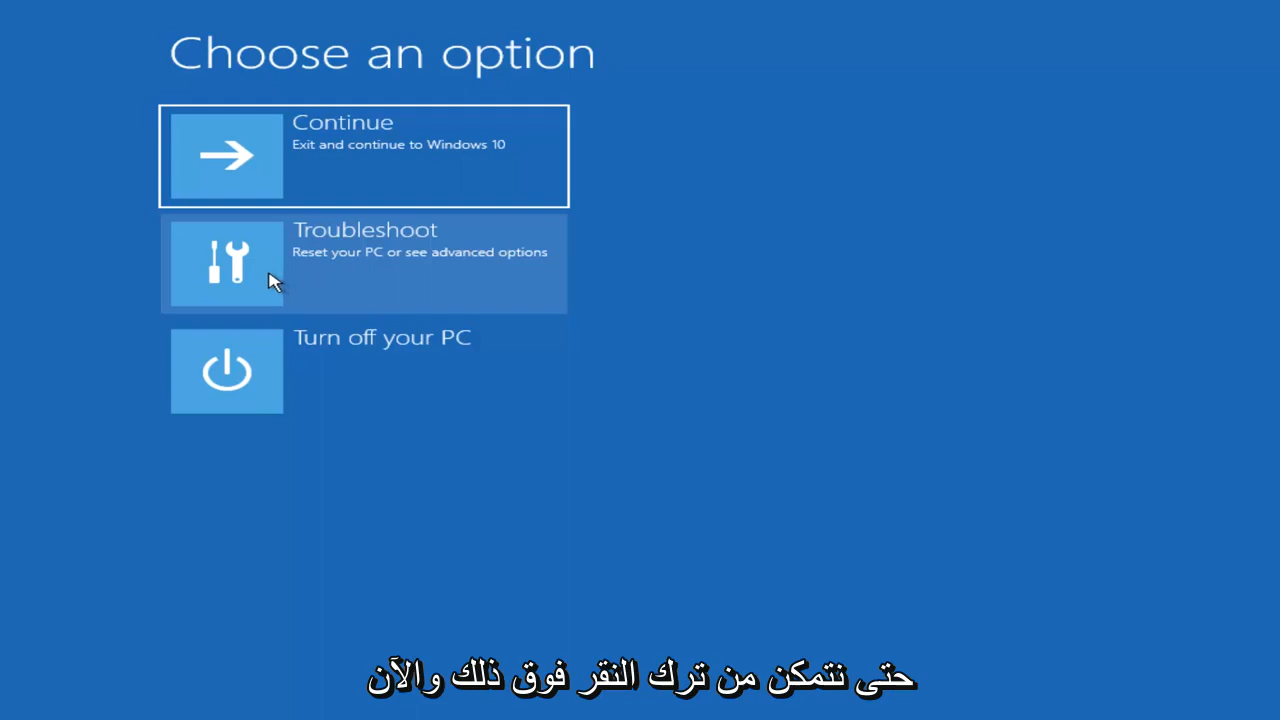 Choose an option
Continue
Exit and continue to Windows 10
Troubleshoot
Reset your PC or see advanced options
Turn off your PC
حتى نتمكن من ترك النقر فوق ذلك والآن